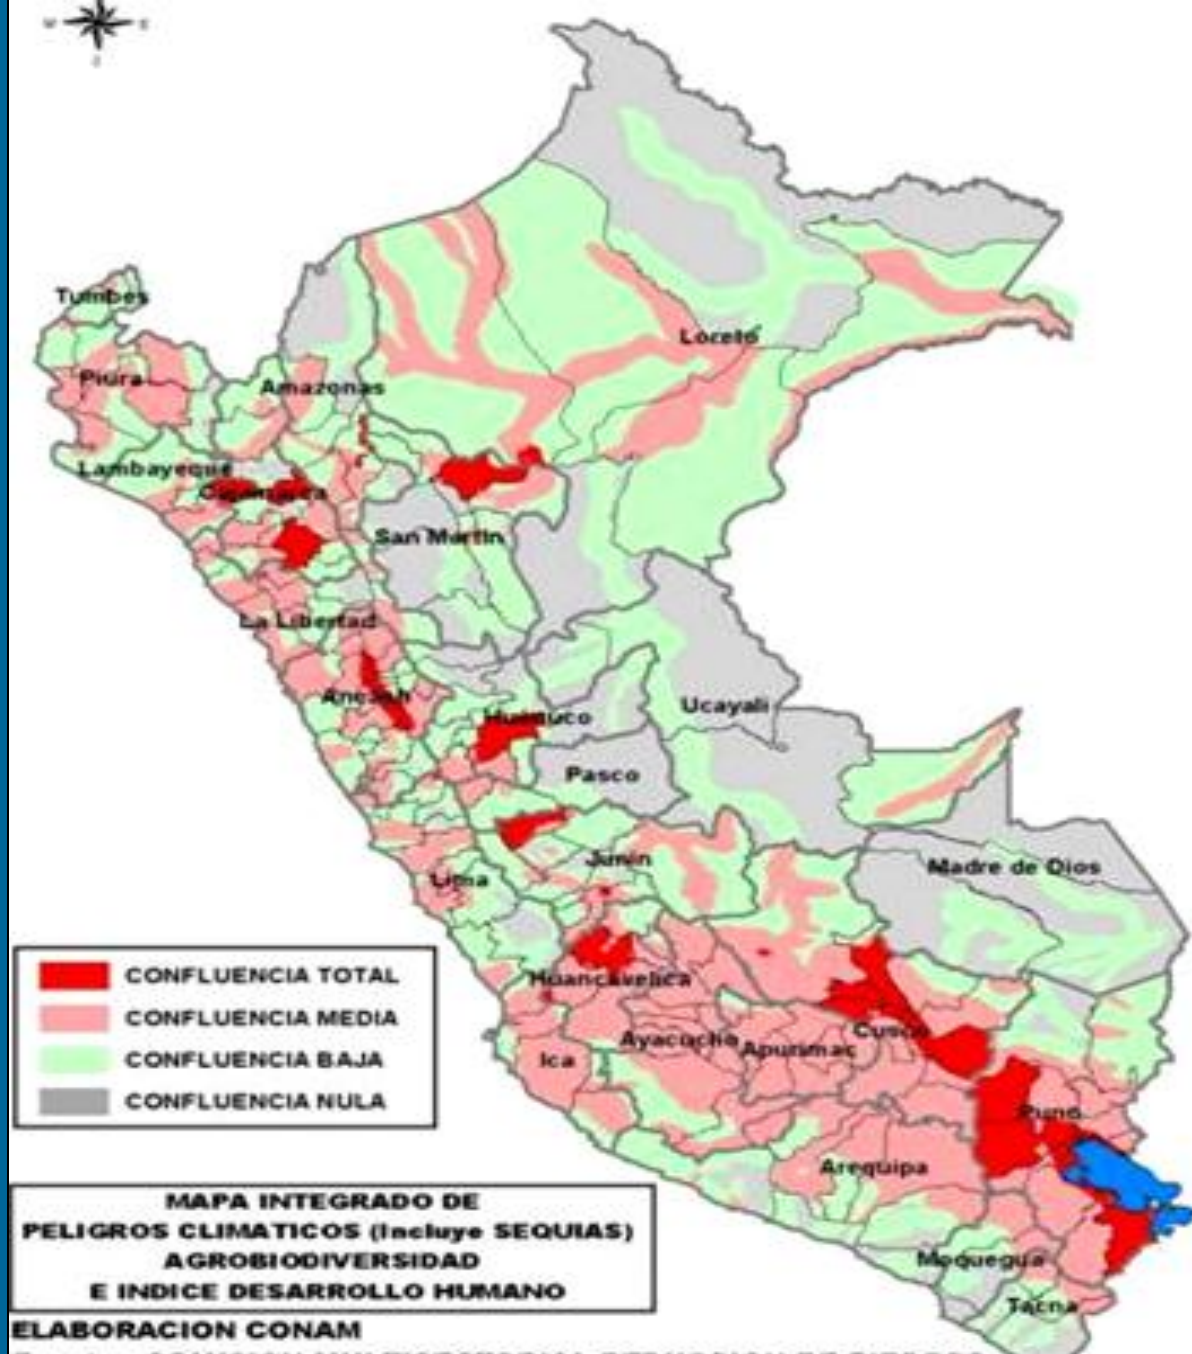 Tumbes
Piura
Amazonas
Loreto
Lambayeque
Cajamarca
San Martin
La Libertad
Ancash
Huanuco
Ucayali
Pasco
Junin
Madre de Dios
Lima
Huancavelica
Ayacucho
Apurimac
Cusco
Ica
Puno
Arequipa
Moquegua
Tacna
CONFLUENCIA TOTAL
CONFLUENCIA MEDIA
CONFLUENCIA BAJA
CONFLUENCIA NULA
MAPA INTEGRADO DE
PELIGROS CLIMATICOS (Incluye SEQUIAS)
AGROBIODIVERSIDAD
E INDICE DESARROLLO HUMANO
ELABORACION CONAM